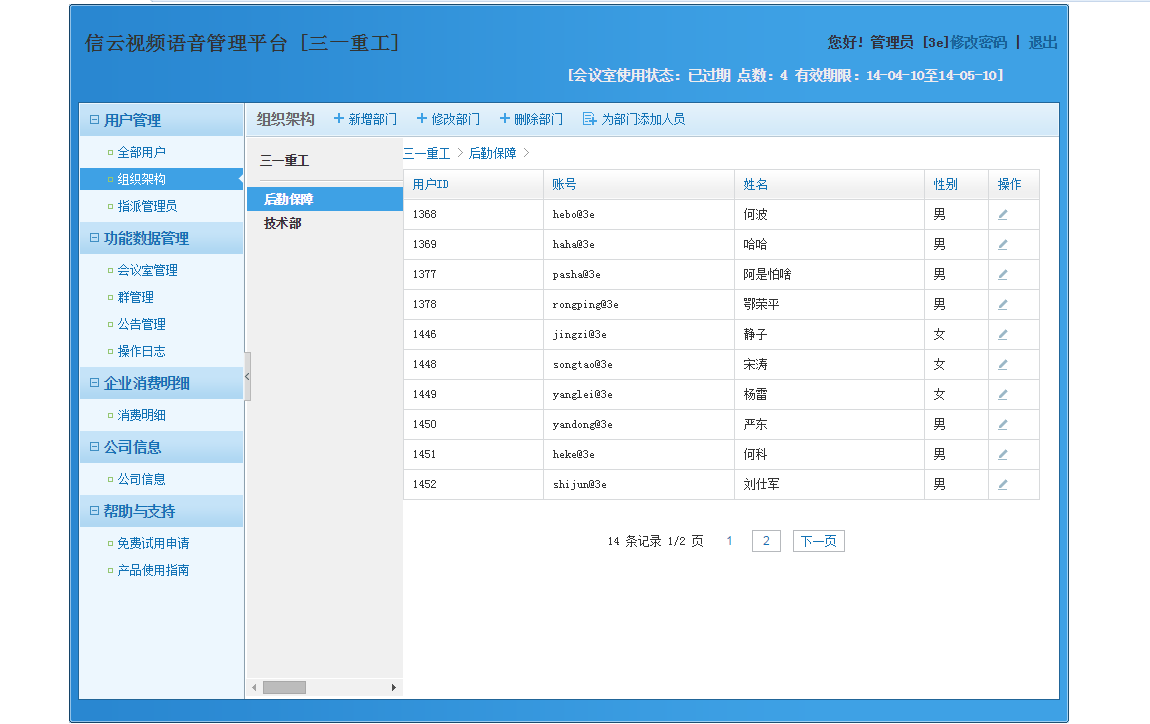 信云视频语音管理平台 [三一重工]
您好! 管理员 [3e]修改密码 | 退出
[会议室使用状态: 已过期 点数: 4 有效期限: 14-04-10至14-05-10]
用户管理
全部用户
组织架构
指派管理员
功能数据管理
会议室管理
群管理
公告管理
操作日志
企业消费明细
消费明细
公司信息
公司信息
帮助与支持
免费试用申请
产品使用指南
组织架构 新增部门 修改部门 删除部门 为部门添加人员
三一重工
后勤保障
技术部
三一重工 > 后勤保障 >
用户ID 账号 姓名 性别 操作
1368 hebo@3e 何波 男
1369 haha@3e 哈哈 男
1377 pasha@3e 阿是怕啥 男
1378 rongping@3e 鄂荣平 男
1446 jingzi@3e 静子 女
1448 songtao@3e 宋涛 女
1449 yanglei@3e 杨雷 女
1450 yandong@3e 严东 男
1451 heke@3e 何科 男
1452 shijun@3e 刘仕军 男
14 条记录 1/2 页 1 2 下一页